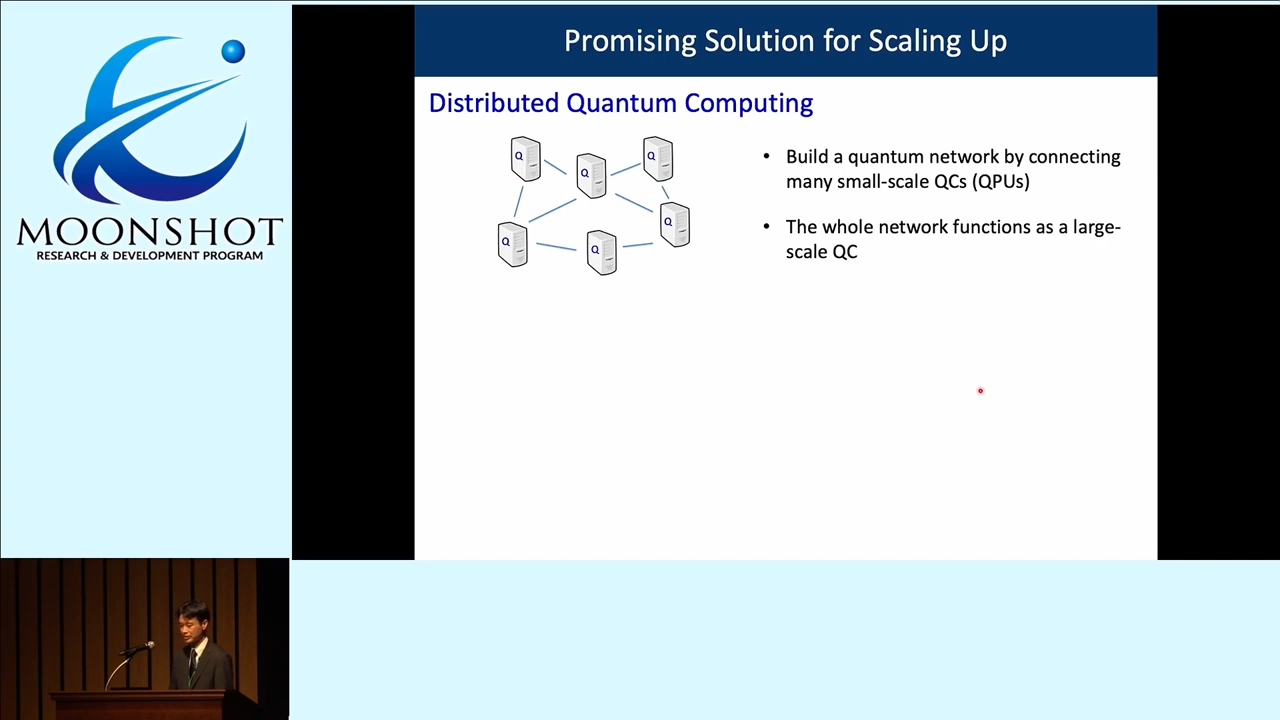 Promising Solution for Scaling Up
Distributed Quantum Computing
Q
Q
Q
Q
Q
Q
• Build a quantum network by connecting
many small-scale QCs (QPUs)
• The whole network functions as a large-
scale QC
MOONSHOT
RESEARCH & DEVELOPMENT PROGRAM